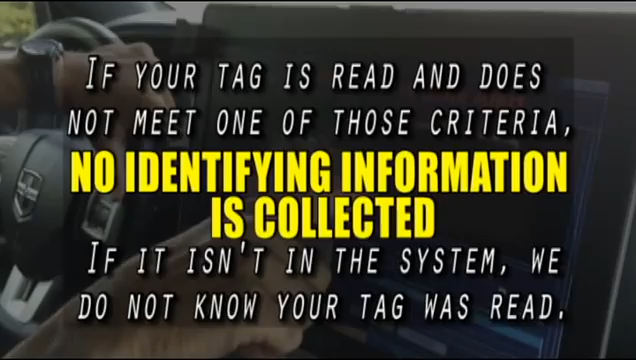 IF YOUR TAG IS READ AND DOES
NOT MEET ONE OF THOSE CRITERIA,
NO IDENTIFYING INFORMATION
IS COLLECTED
IF IT ISN'T IN THE SYSTEM, WE
DO NOT KNOW YOUR TAG WAS READ.